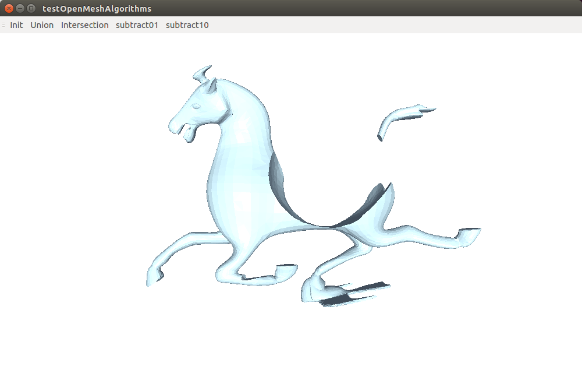 testOpenMeshAlgorithms
Init Union Intersection subtract01 subtract10